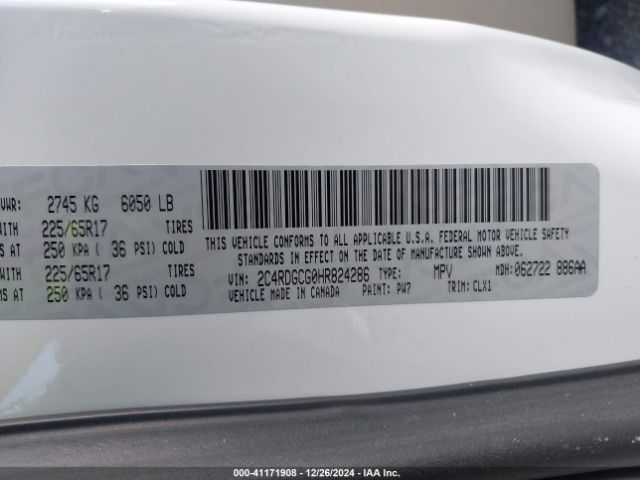 VWR: 2745 KG 6050 LB
WITH 225/65R17 TIRES
MS AT 250 KPA ( 36 PSI) COLD
WITH 225/65R17 TIRES
MS AT 250 KPA ( 36 PSI) COLD
THIS VEHICLE CONFORMS TO ALL APPLICABLE U.S.A. FEDERAL MOTOR VEHICLE SAFETY
STANDARDS IN EFFECT ON THE DATE OF MANUFACTURE SHOWN ABOVE.
VIN: 2C4RDGCG0HR824286 TYPE: MPV MDH: 062722 886AA
VEHICLE MADE IN CANADA PAINT: PW7 TRIM: CLX1
000-41171908 - 12/26/2024 - IAA Inc.